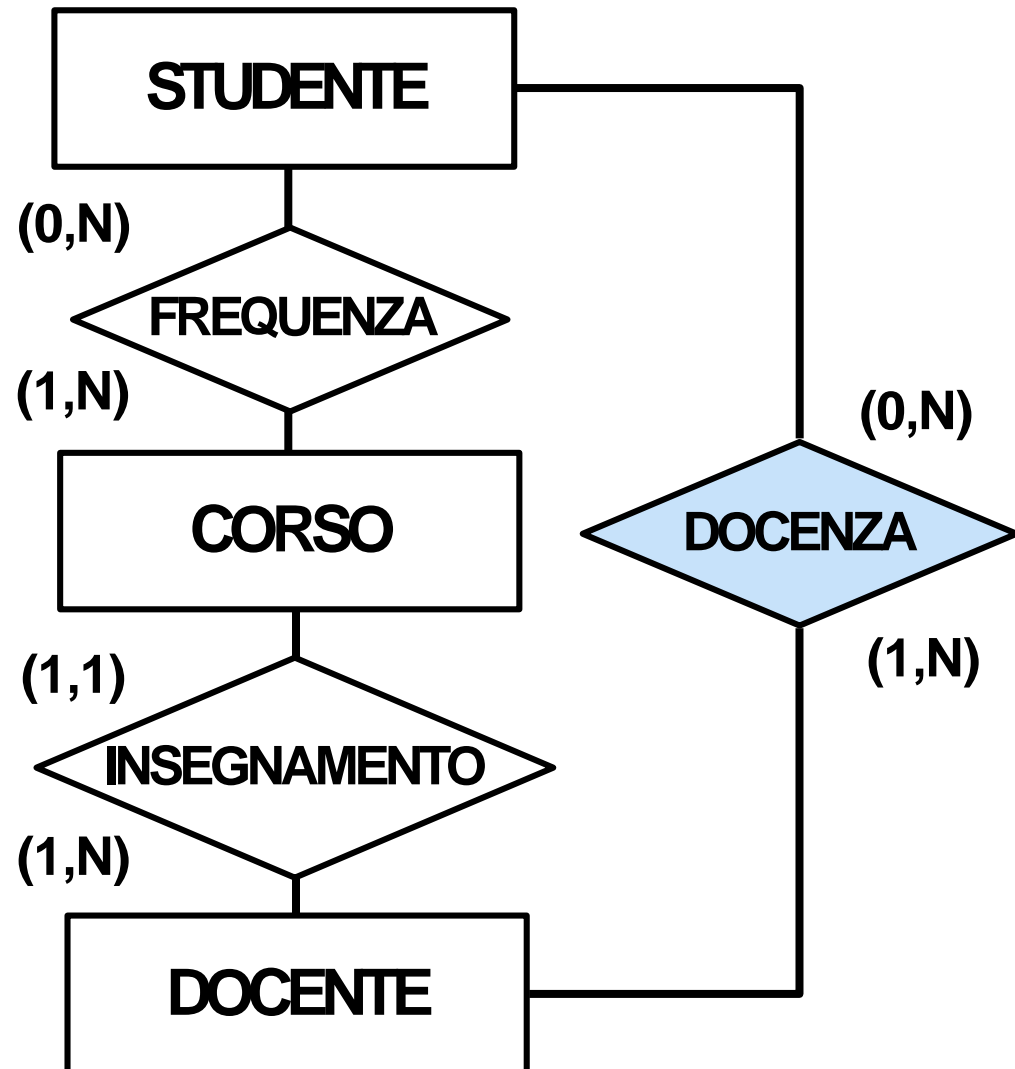 STUDENTE
(0,N)
FREQUENZA
(1,N)
(0,N)
CORSO
DOCENZA
(1,1)
(1,N)
INSEGNAMENTO
(1,N)
DOCENTE